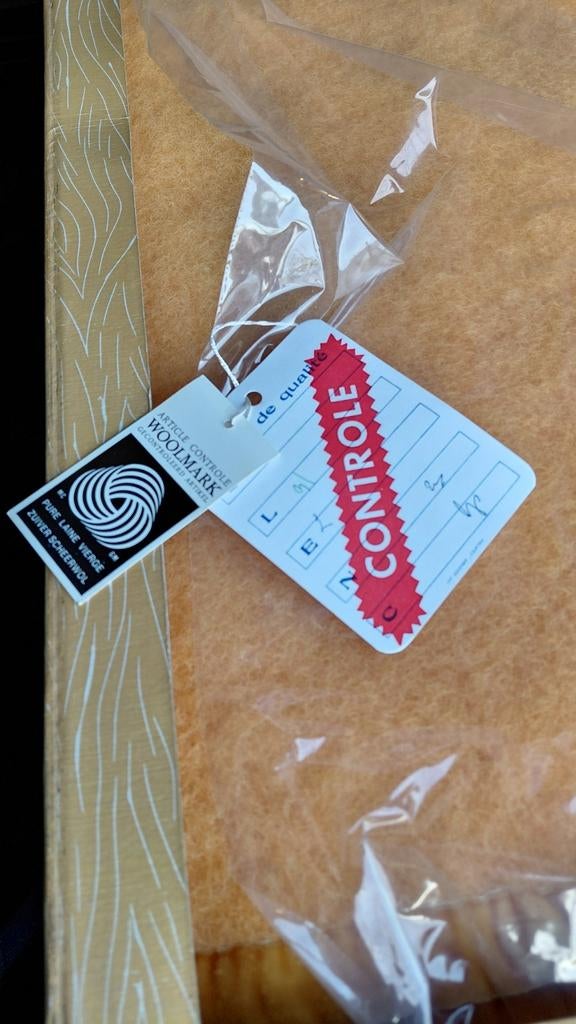 ARTICLE CONTROLE
WOOLMARK
GECONTROLEERD ARTIKEL
PURE LAINE VIERGE
ZUIVER SCHEERWOL
de qualité
CONTROLE
L
E
N
C